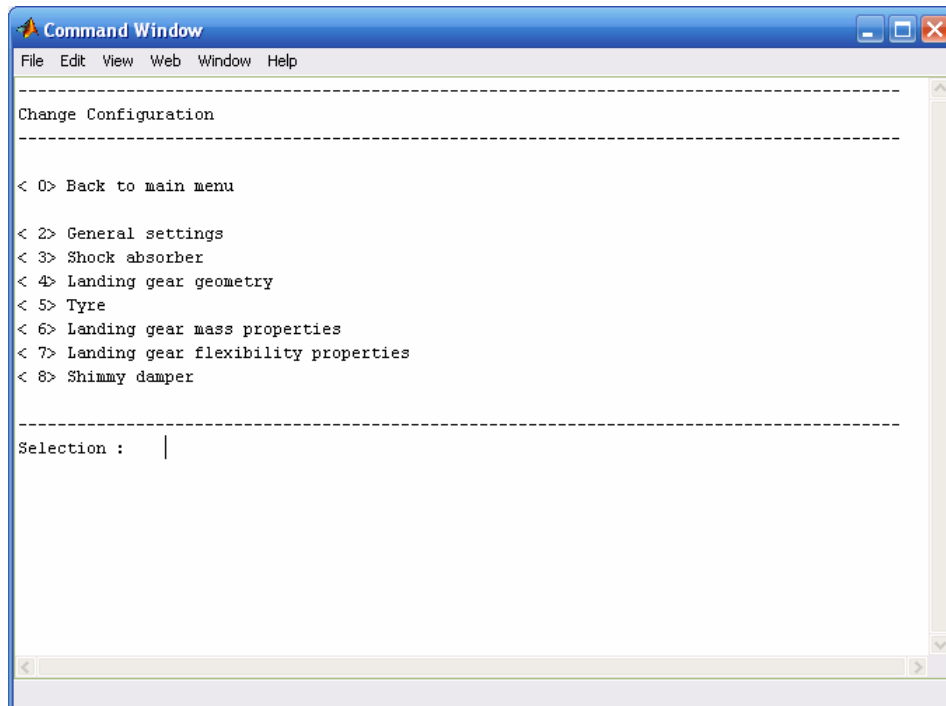 Command Window
File Edit View Web Window Help
------------------------------------------------------------------------------------------
Change Configuration
------------------------------------------------------------------------------------------
< 0> Back to main menu
< 2> General settings
< 3> Shock absorber
< 4> Landing gear geometry
< 5> Tyre
< 6> Landing gear mass properties
< 7> Landing gear flexibility properties
< 8> Shimmy damper
------------------------------------------------------------------------------------------
Selection :